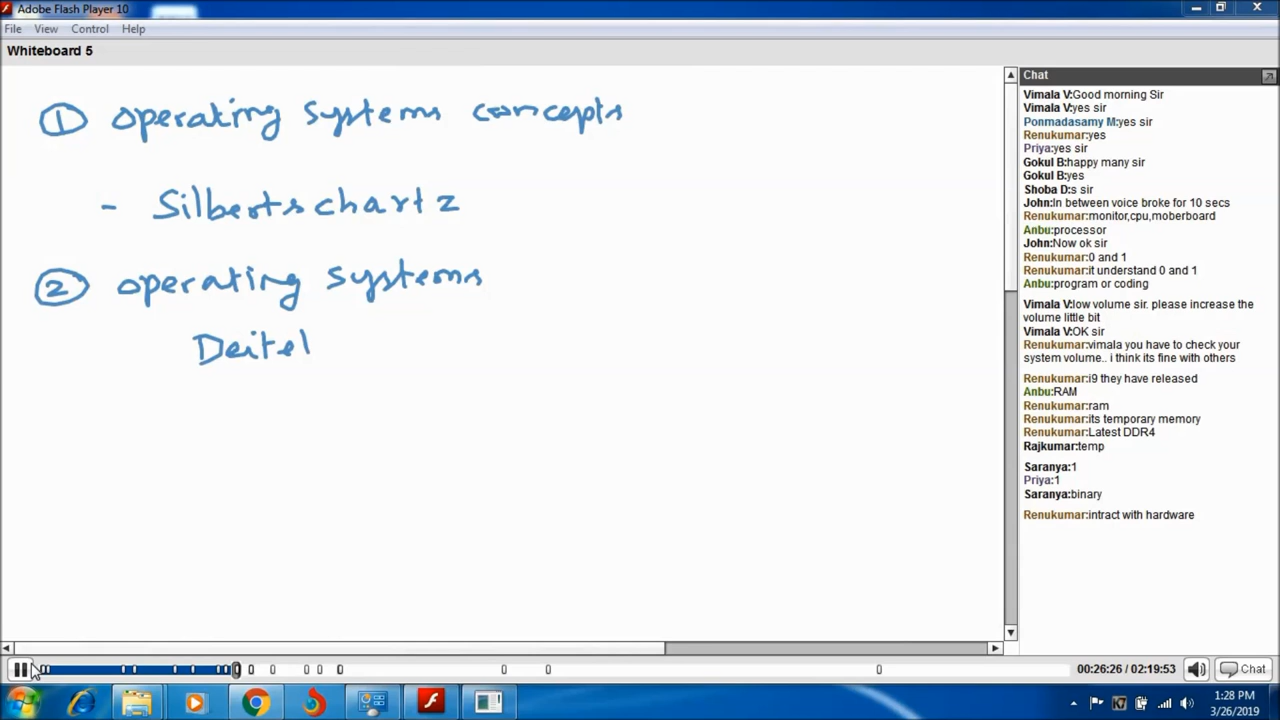 Adobe Flash Player 10
File View Control Help
Whiteboard 5
① operating systems concepts
- Silbertschartz
② operating systems
Deitel
Chat
Vimala V:Good morning Sir
Vimala V:yes sir
Ponmadasamy M:yes sir
Renukumar:yes
Priya:yes sir
Gokul B:happy many sir
Gokul B:yes
Shoba D:s sir
John:In between voice broke for 10 secs
Renukumar:monitor,cpu,moberboard
Anbu:processor
John:Now ok sir
Renukumar:0 and 1
Renukumar:it understand 0 and 1
Anbu:program or coding
Vimala V:low volume sir. please increase the
volume little bit
Vimala V:OK sir
Renukumar:vimala you have to check your
system volume.. i think its fine with others
Renukumar:i9 they have released
Anbu:RAM
Renukumar:ram
Renukumar:its temporary memory
Renukumar:Latest DDR4
Rajkumar:temp
Saranya:1
Priya:1
Saranya:binary
Renukumar:intract with hardware
00:26:26 / 02:19:53 Chat
1:28 PM
3/26/2019